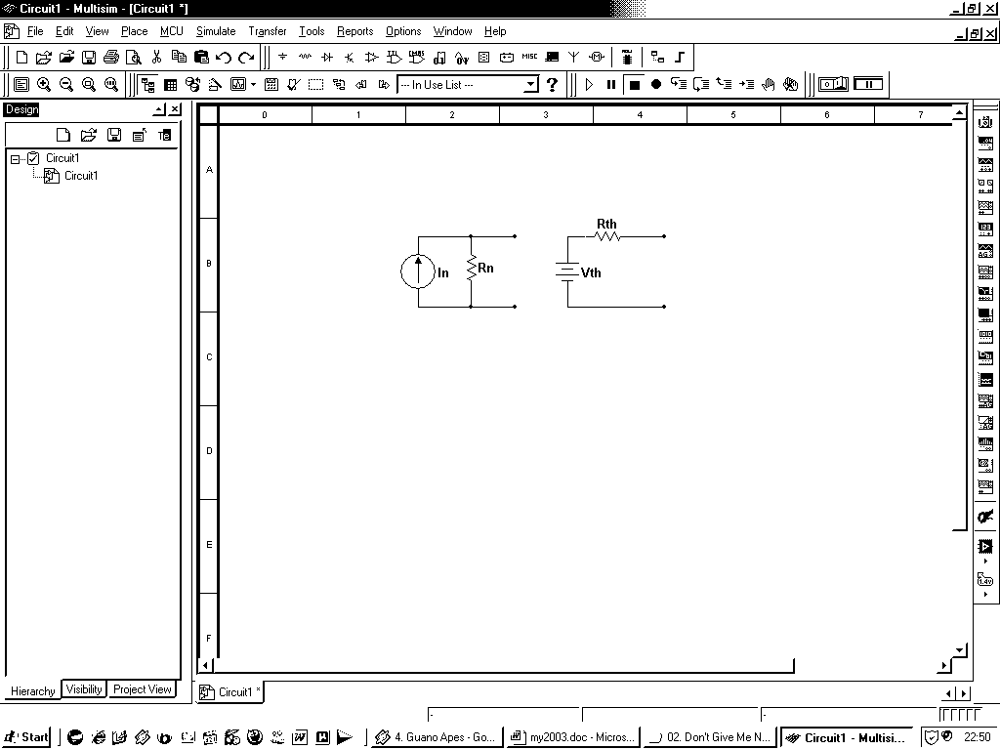 Circuit1 - Multisim - [Circuit1 *]
File Edit View Place MCU Simulate Transfer Tools Reports Options Window Help
MISC
--- In Use List ---
Design
0 1 2 3 4 5 6 7
Circuit1
Circuit1
A
B
C
D
E
F
Rth
In
Rn
Vth
Hierarchy Visibility Project View
Circuit1 *
Start
4. Guano Apes - Go...
my2003.doc - Micros...
02. Don't Give Me N...
Circuit1 - Multisi...
22:50